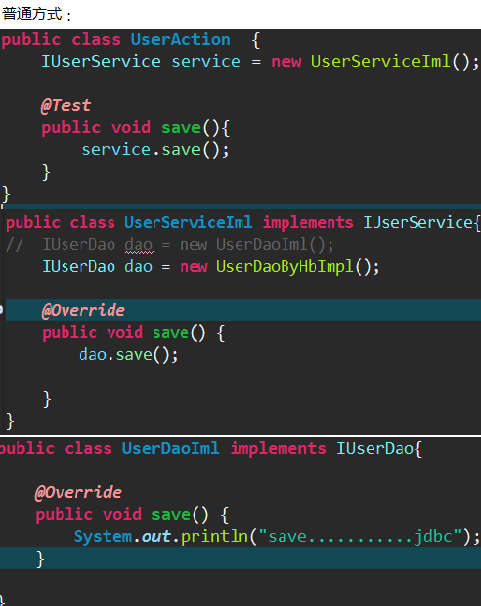 普通方式：
public class UserAction {
IUserService service = new UserServiceIml();
@Test
public void save(){
service.save();
}
}
public class UserServiceIml implements IUserService{
// IUserDao dao = new UserDaoIml();
IUserDao dao = new UserDaoByHbImpl();
@Override
public void save() {
dao.save();
}
}
public class UserDaoIml implements IUserDao{
@Override
public void save() {
System.out.println("save...........jdbc");
}
}